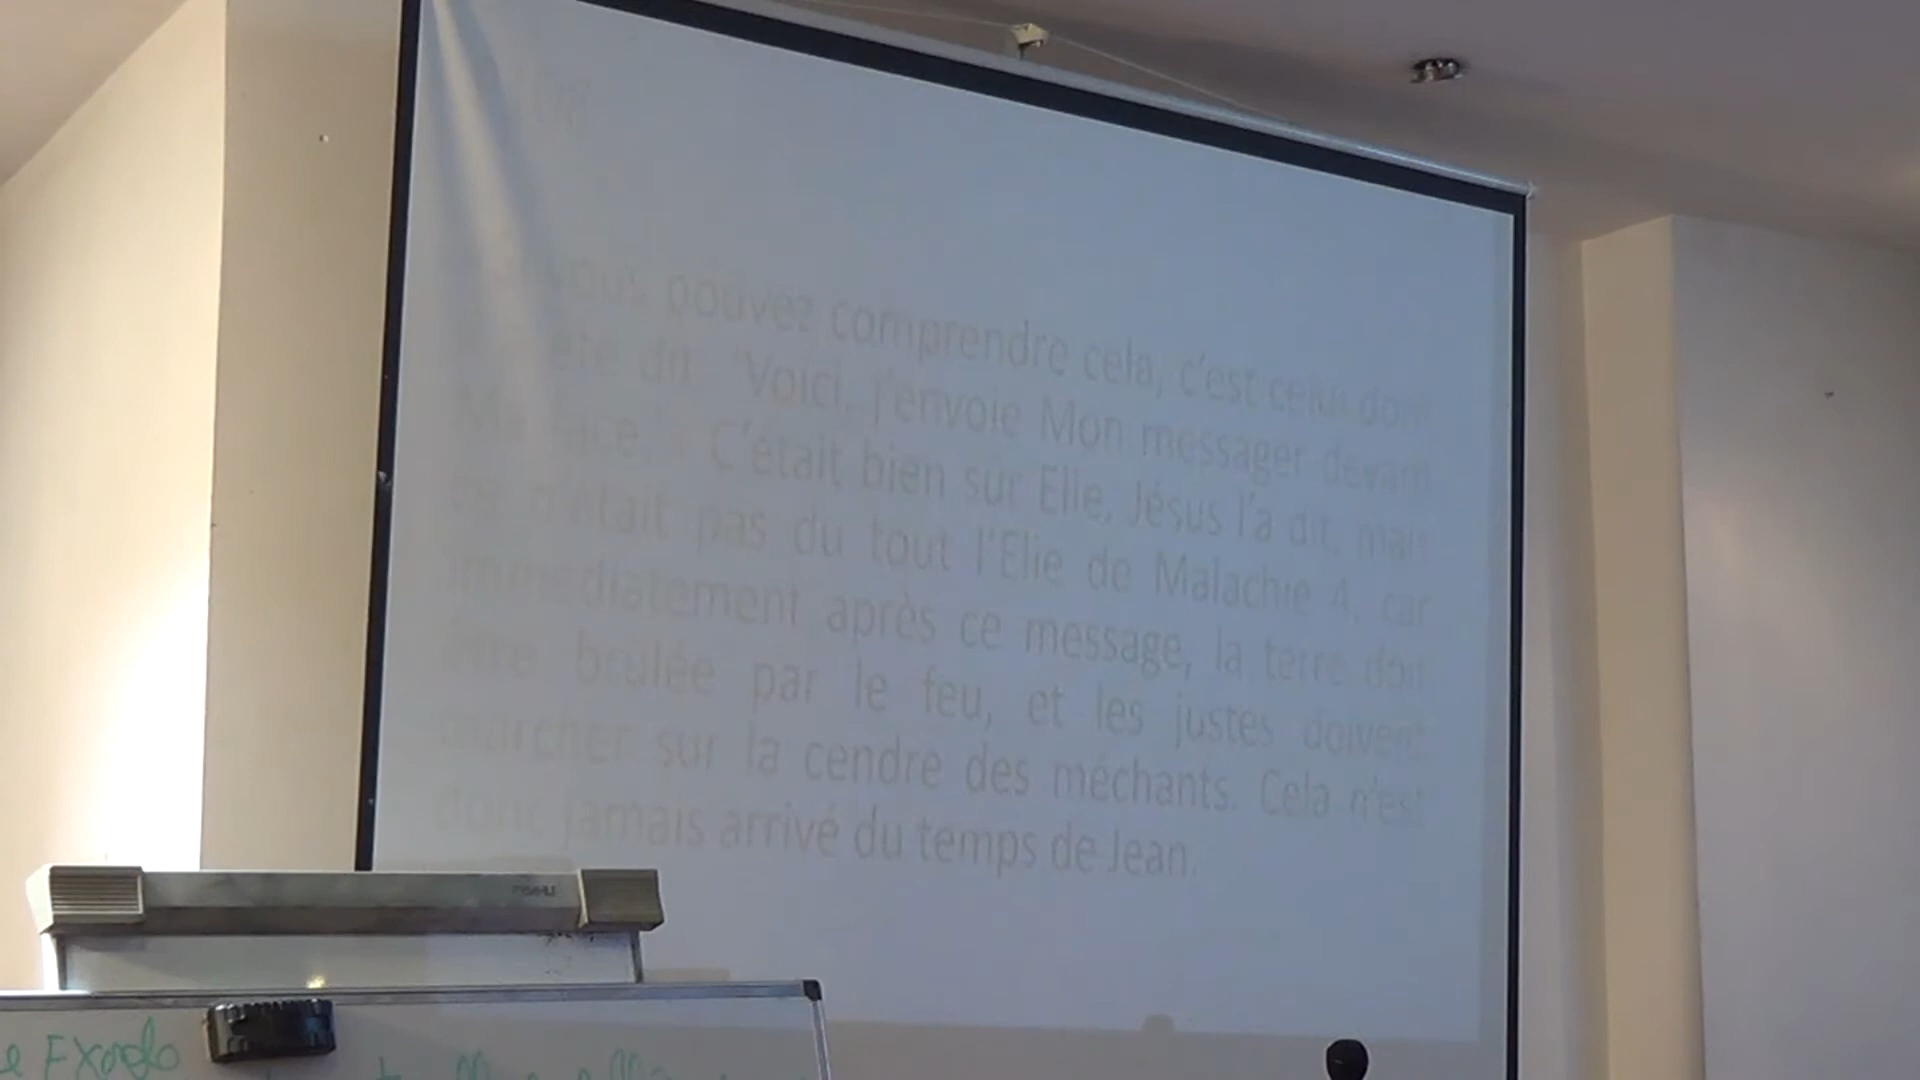 vous pouvez comprendre cela, c'est celui dont
été dit "Voici, j'envoie Mon messager devant
Ma Face." C'était bien sur Elie, Jésus l'a dit, mais
ce n'était pas du tout l'Elie de Malachie 4, car
immédiatement après ce message, la terre doit
être brûlée par le feu, et les justes doivent
marcher sur la cendre des méchants. Cela n'est
donc jamais arrivé du temps de Jean.
e Exode